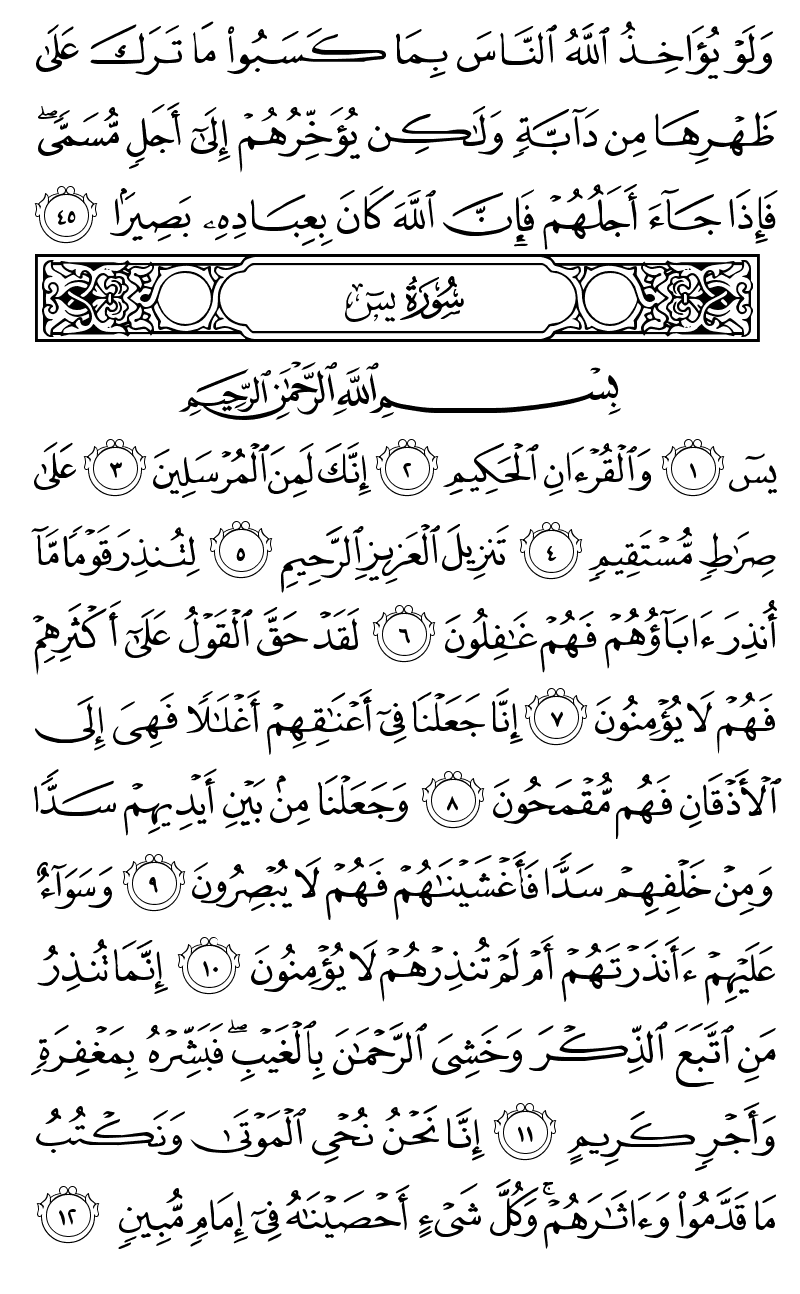 وَلَوْ يُؤَاخِذُ ٱللَّهُ ٱلنَّاسَ بِمَا كَسَبُوا۟ مَا تَرَكَ عَلَىٰ
ظَهْرِهَا مِن دَآبَّةٍ وَلَٰكِن يُؤَخِّرُهُمْ إِلَىٰٓ أَجَلٍ مُّسَمًّى ۖ
فَإِذَا جَآءَ أَجَلُهُمْ فَإِنَّ ٱللَّهَ كَانَ بِعِبَادِهِۦ بَصِيرًۢا ٤٥
سُورَةُ يسٓ
بِسْمِ ٱللَّهِ ٱلرَّحْمَٰنِ ٱلرَّحِيمِ
يسٓ ١ وَٱلْقُرْءَانِ ٱلْحَكِيمِ ٢ إِنَّكَ لَمِنَ ٱلْمُرْسَلِينَ ٣ عَلَىٰ
صِرَٰطٍ مُّسْتَقِيمٍ ٤ تَنزِيلَ ٱلْعَزِيزِ ٱلرَّحِيمِ ٥ لِتُنذِرَ قَوْمًا مَّآ
أُنذِرَ ءَابَآؤُهُمْ فَهُمْ غَٰفِلُونَ ٦ لَقَدْ حَقَّ ٱلْقَوْلُ عَلَىٰٓ أَكْثَرِهِمْ
فَهُمْ لَا يُؤْمِنُونَ ٧ إِنَّا جَعَلْنَا فِىٓ أَعْنَٰقِهِمْ أَغْلَٰلًا فَهِىَ إِلَى
ٱلْأَذْقَانِ فَهُم مُّقْمَحُونَ ٨ وَجَعَلْنَا مِنۢ بَيْنِ أَيْدِيهِمْ سَدًّا
وَمِنْ خَلْفِهِمْ سَدًّا فَأَغْشَيْنَٰهُمْ فَهُمْ لَا يُبْصِرُونَ ٩ وَسَوَآءٌ
عَلَيْهِمْ ءَأَنذَرْتَهُمْ أَمْ لَمْ تُنذِرْهُمْ لَا يُؤْمِنُونَ ١٠ إِنَّمَا تُنذِرُ
مَنِ ٱتَّبَعَ ٱلذِّكْرَ وَخَشِىَ ٱلرَّحْمَٰنَ بِٱلْغَيْبِ ۖ فَبَشِّرْهُ بِمَغْفِرَةٍ
وَأَجْرٍ كَرِيمٍ ١١ إِنَّا نَحْنُ نُحْىِ ٱلْمَوْتَىٰ وَنَكْتُبُ
مَا قَدَّمُوا۟ وَءَاثَٰرَهُمْ ۚ وَكُلَّ شَىْءٍ أَحْصَيْنَٰهُ فِىٓ إِمَامٍ مُّبِينٍ ١٢